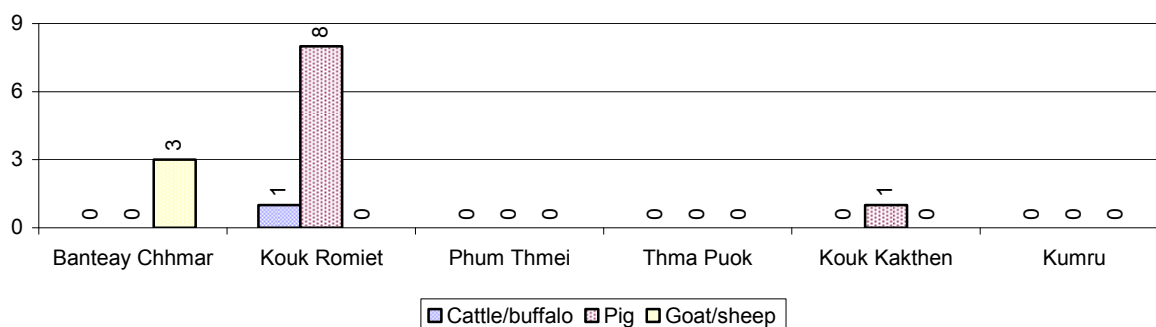 9
6
3
0
0 0 3
1 8 0
0 0 0
0 0 0
0 1 0
0 0 0
Banteay Chhmar Kouk Romiet Phum Thmei Thma Puok Kouk Kakthen Kumru
Cattle/buffalo Pig Goat/sheep